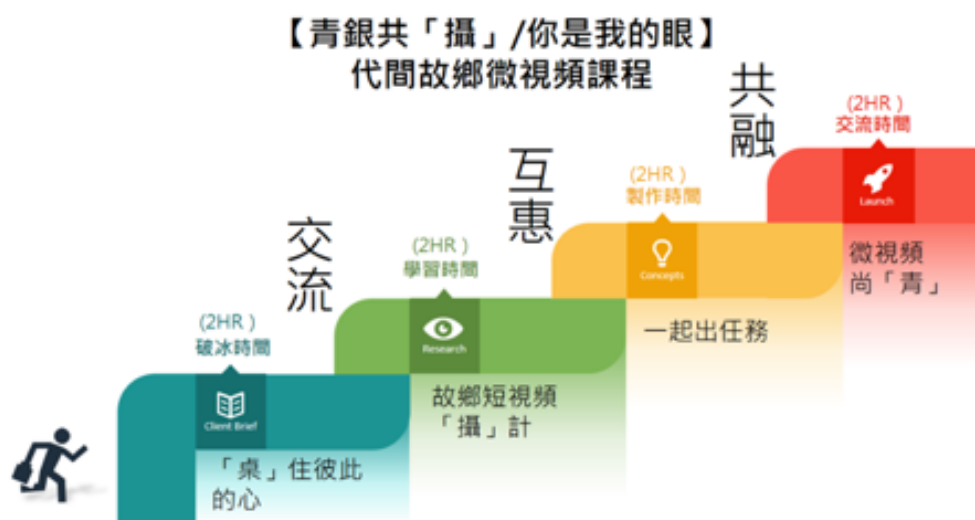 【青銀共「攝」/你是我的眼】
代間故鄉微視頻課程
共融
(2HR)
交流時間
Launch
微視頻
尚「青」
互惠
(2HR)
製作時間
Concepts
一起出任務
交流
(2HR)
學習時間
Research
故鄉短視頻
「攝」計
(2HR)
破冰時間
Client Brief
「桌」住彼此
的心